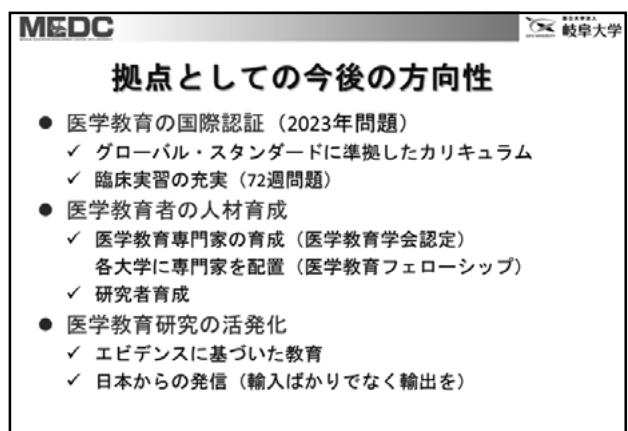 MEDC
岐阜大学
拠点としての今後の方向性
● 医学教育の国際認証（2023年問題）
✓ グローバル・スタンダードに準拠したカリキュラム
✓ 臨床実習の充実（72週問題）
● 医学教育者の人材育成
✓ 医学教育専門家の育成（医学教育学会認定）
各大学に専門家を配置（医学教育フェローシップ）
✓ 研究者育成
● 医学教育研究の活発化
✓ エビデンスに基づいた教育
✓ 日本からの発信（輸入ばかりでなく輸出を）